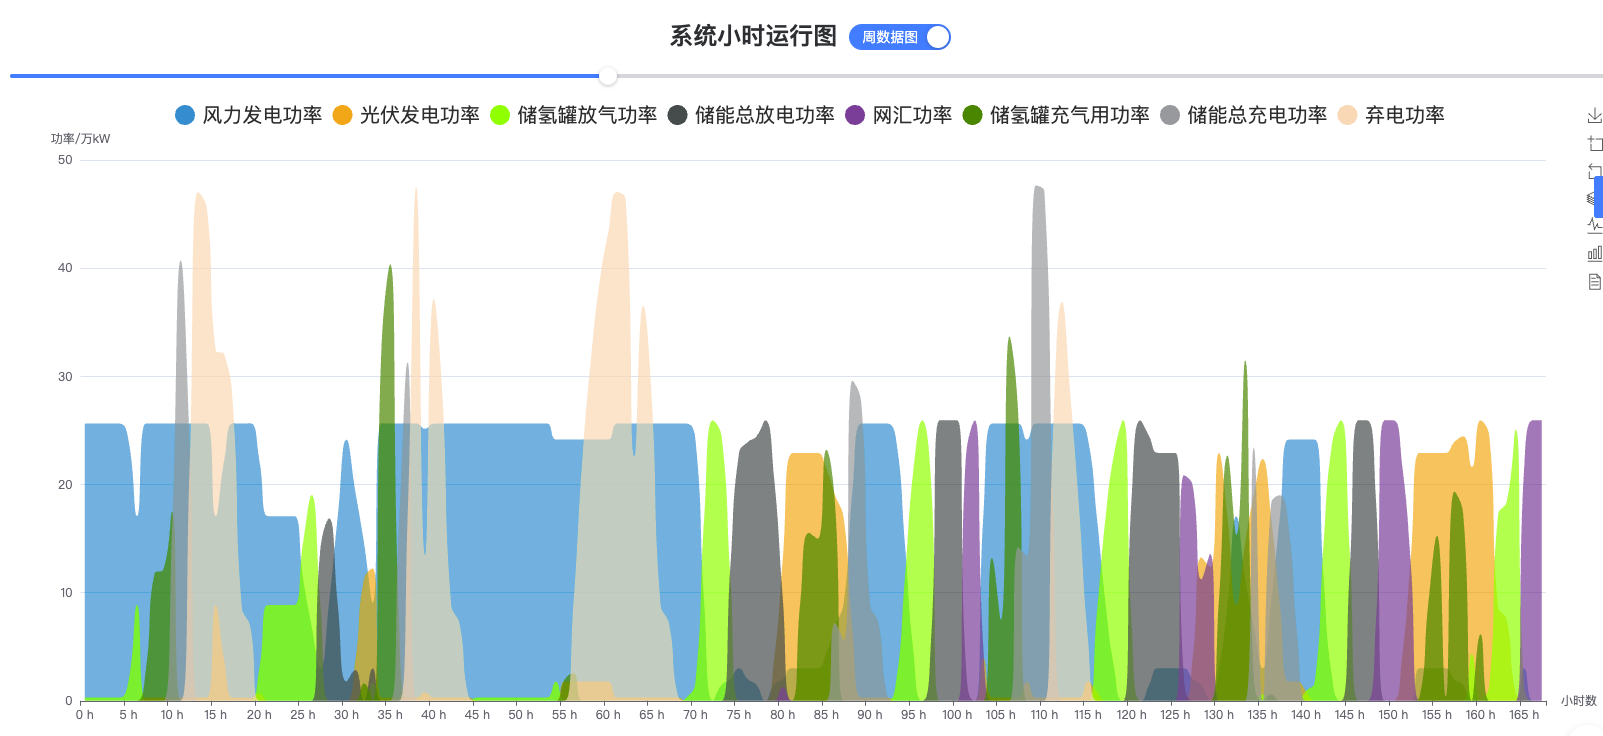 系统小时运行图 周数据图
风力发电功率 光伏发电功率 储氢罐放气功率 储能总放电功率 网汇功率 储氢罐充气用功率 储能总充电功率 弃电功率
功率/万kW
50
40
30
20
10
0
0 h 5 h 10 h 15 h 20 h 25 h 30 h 35 h 40 h 45 h 50 h 55 h 60 h 65 h 70 h 75 h 80 h 85 h 90 h 95 h 100 h 105 h 110 h 115 h 120 h 125 h 130 h 135 h 140 h 145 h 150 h 155 h 160 h 165 h
小时数